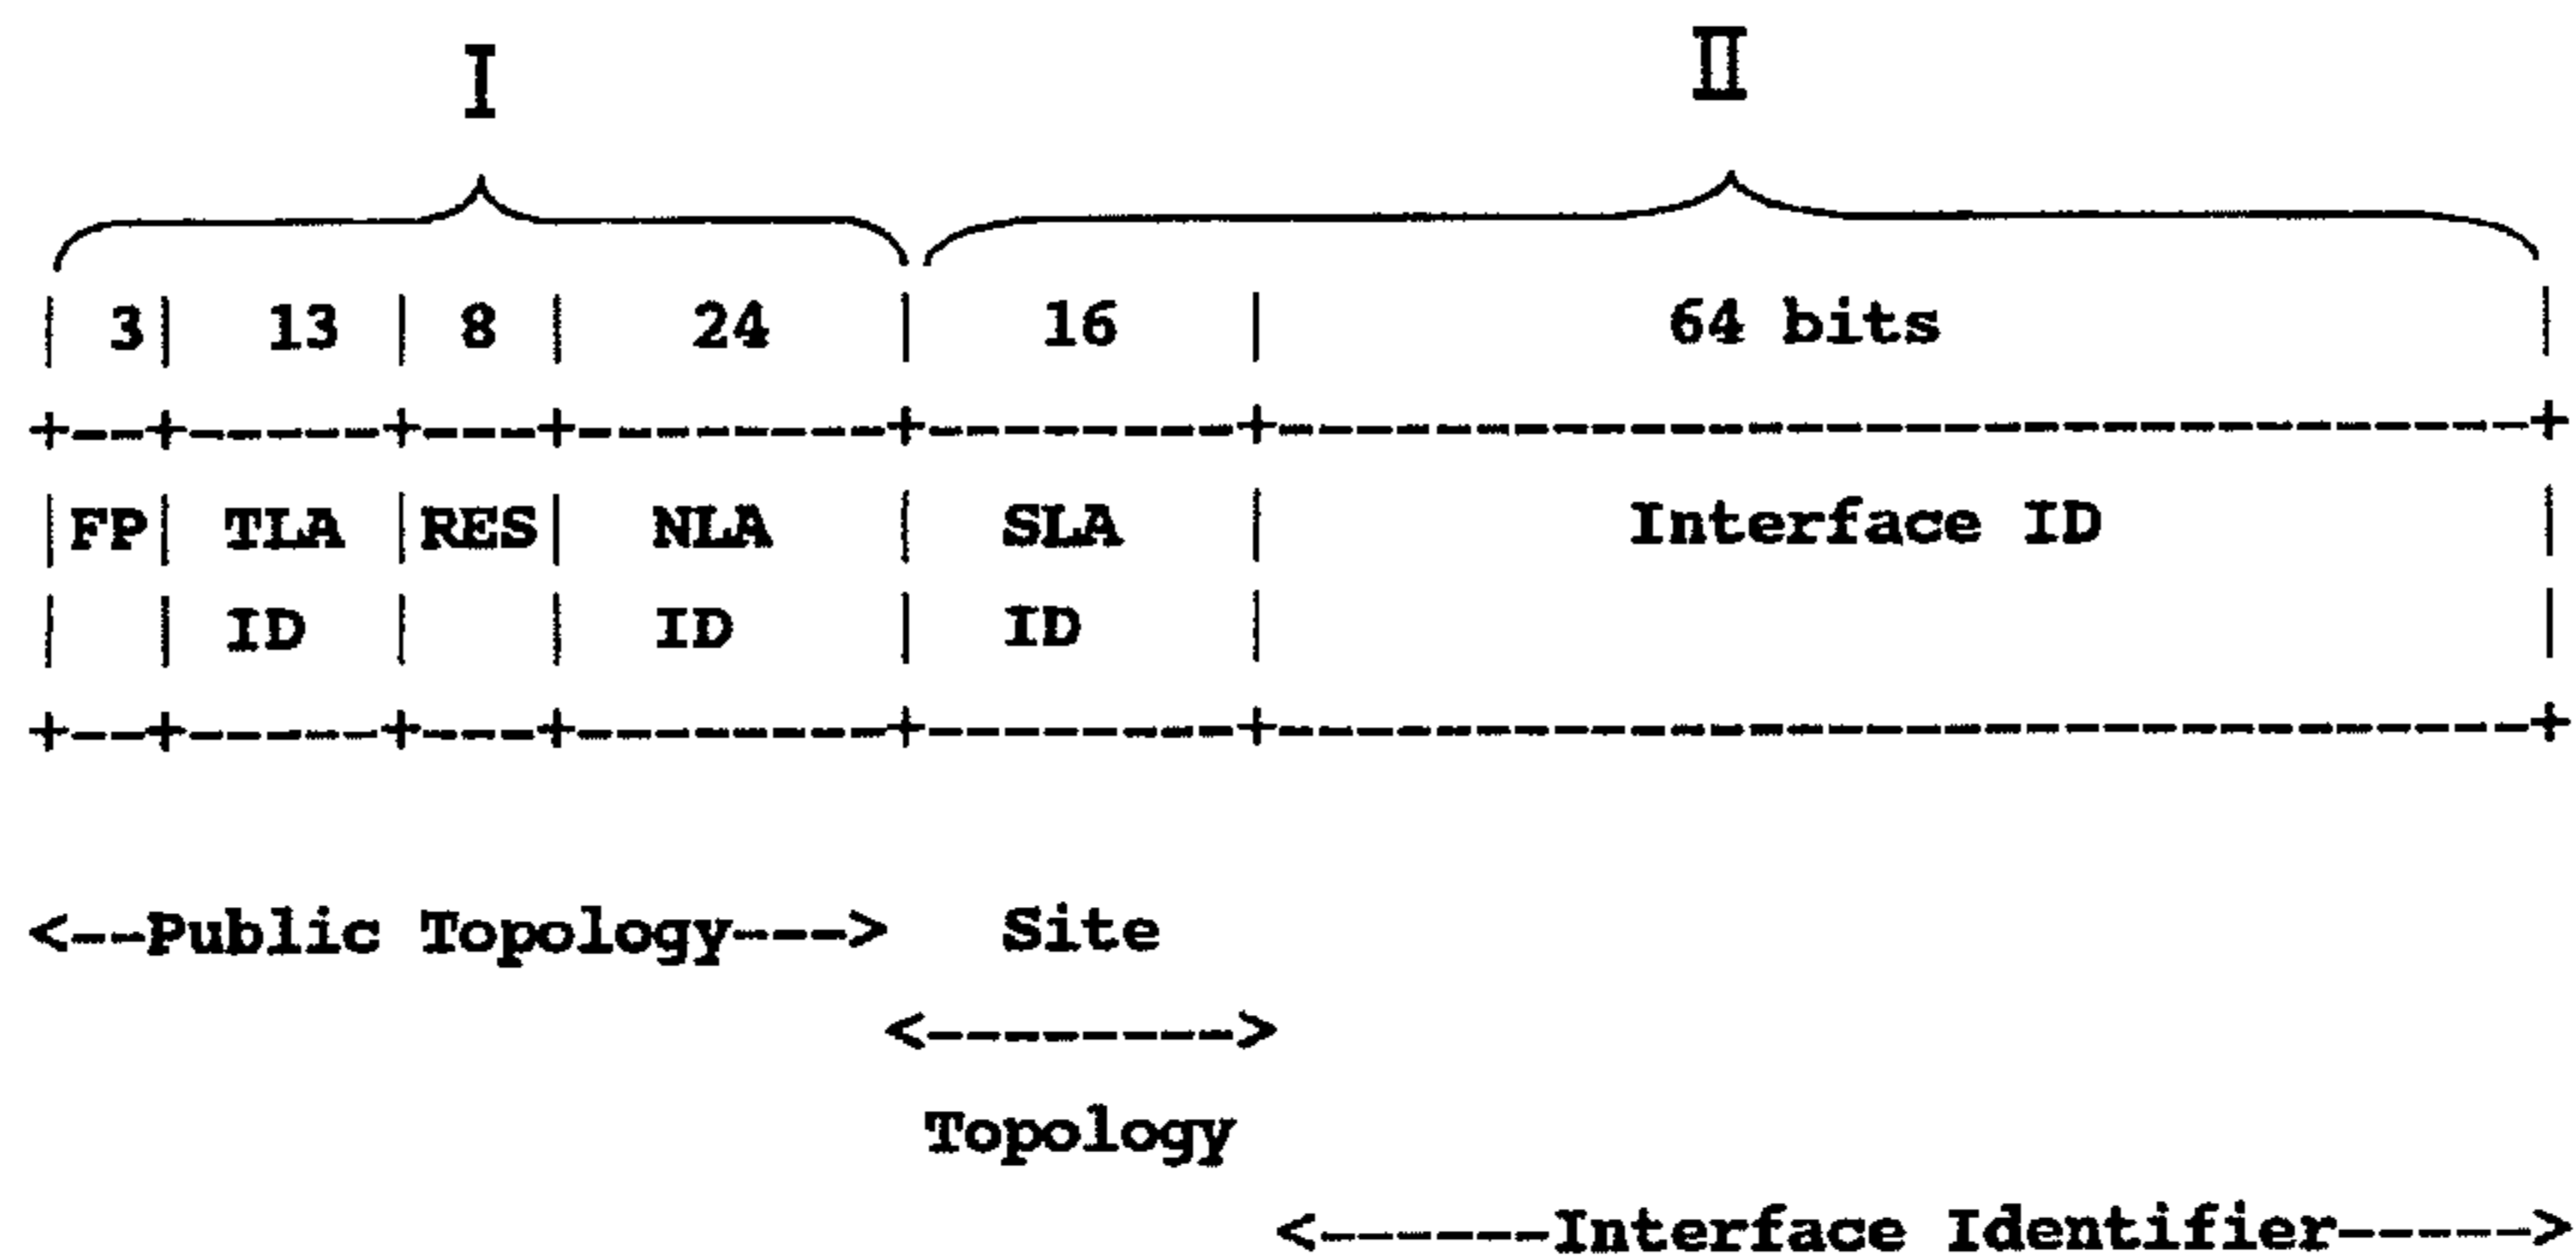 I II
| 3| 13 | 8 | 24 | 16 | 64 bits |
+--+-----+---+---------+--------+--------------------------------+
|FP| TLA |RES| NLA | SLA | Interface ID |
| | ID | | ID | ID | |
+--+-----+---+---------+--------+--------------------------------+
<--Public Topology---> Site
<-------->
Topology
<------Interface Identifier----->